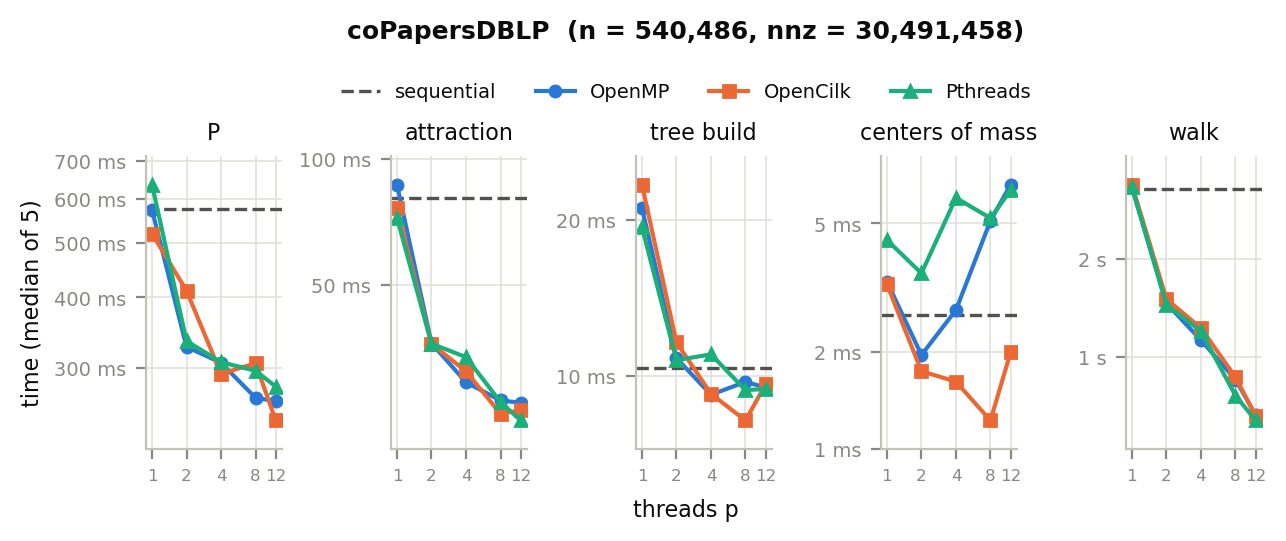 coPapersDBLP (n = 540,486, nnz = 30,491,458)
sequential OpenMP OpenCilk Pthreads
P attraction tree build centers of mass walk
time (median of 5)
700 ms
600 ms
500 ms
400 ms
300 ms
1 2 4 8 12
100 ms
50 ms
1 2 4 8 12
20 ms
10 ms
1 2 4 8 12
5 ms
2 ms
1 ms
1 2 4 8 12
2 s
1 s
1 2 4 8 12
threads p